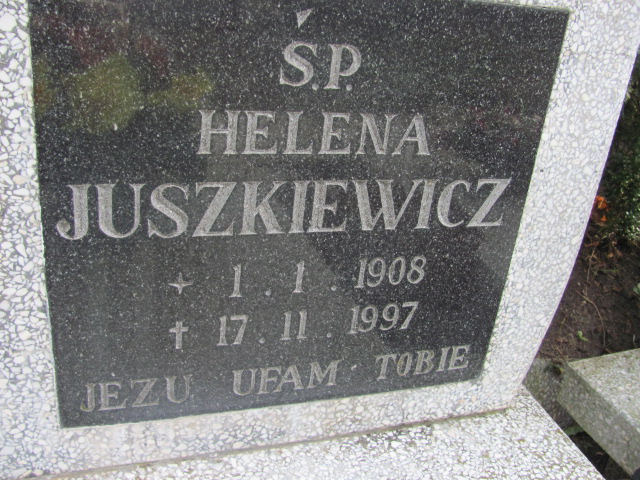 Ś.P.
HELENA
JUSZKIEWICZ
1.1.1908
✝ 17.11.1997
JEZU UFAM TOBIE